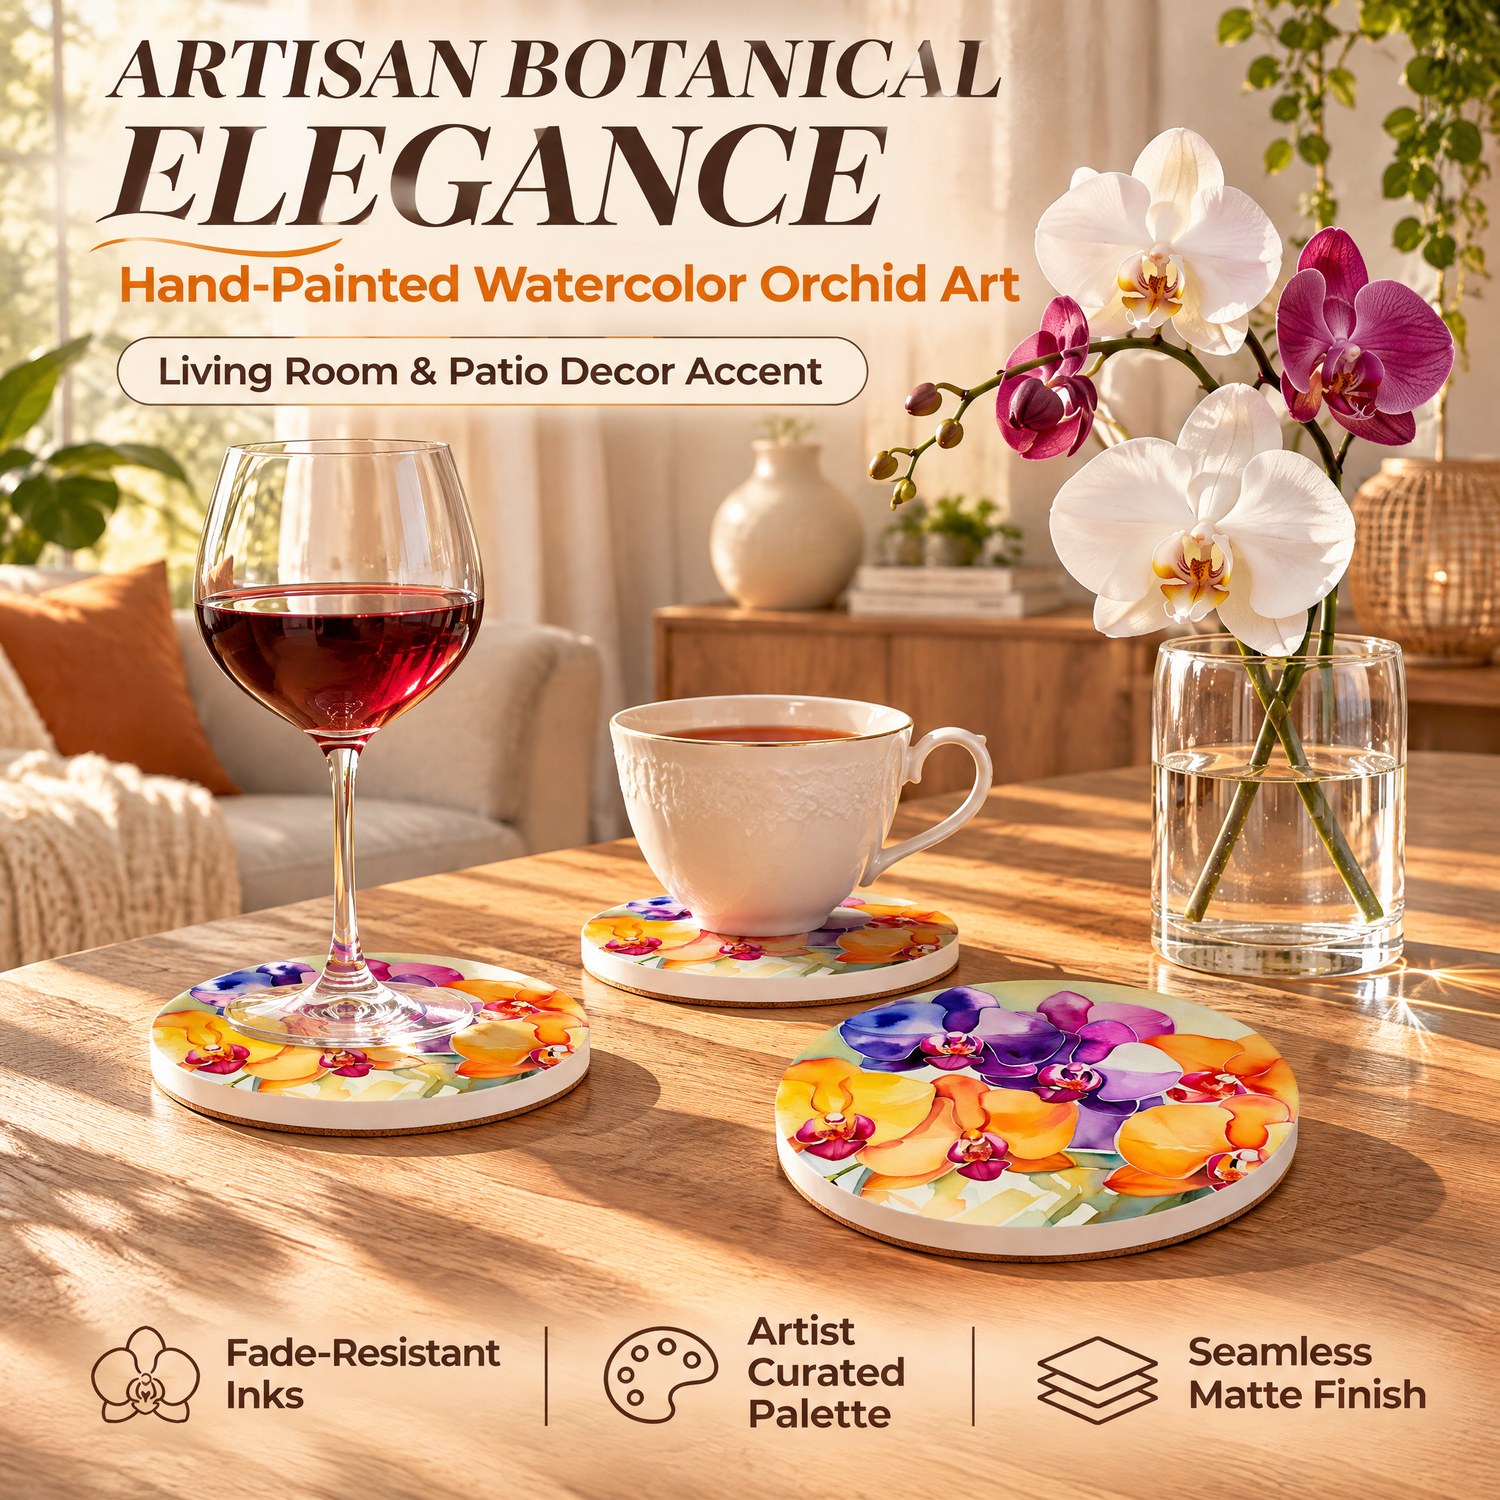 ARTISAN BOTANICAL
ELEGANCE
Hand-Painted Watercolor Orchid Art
Living Room & Patio Decor Accent
Fade-Resistant
Inks
Artist
Curated
Palette
Seamless
Matte Finish